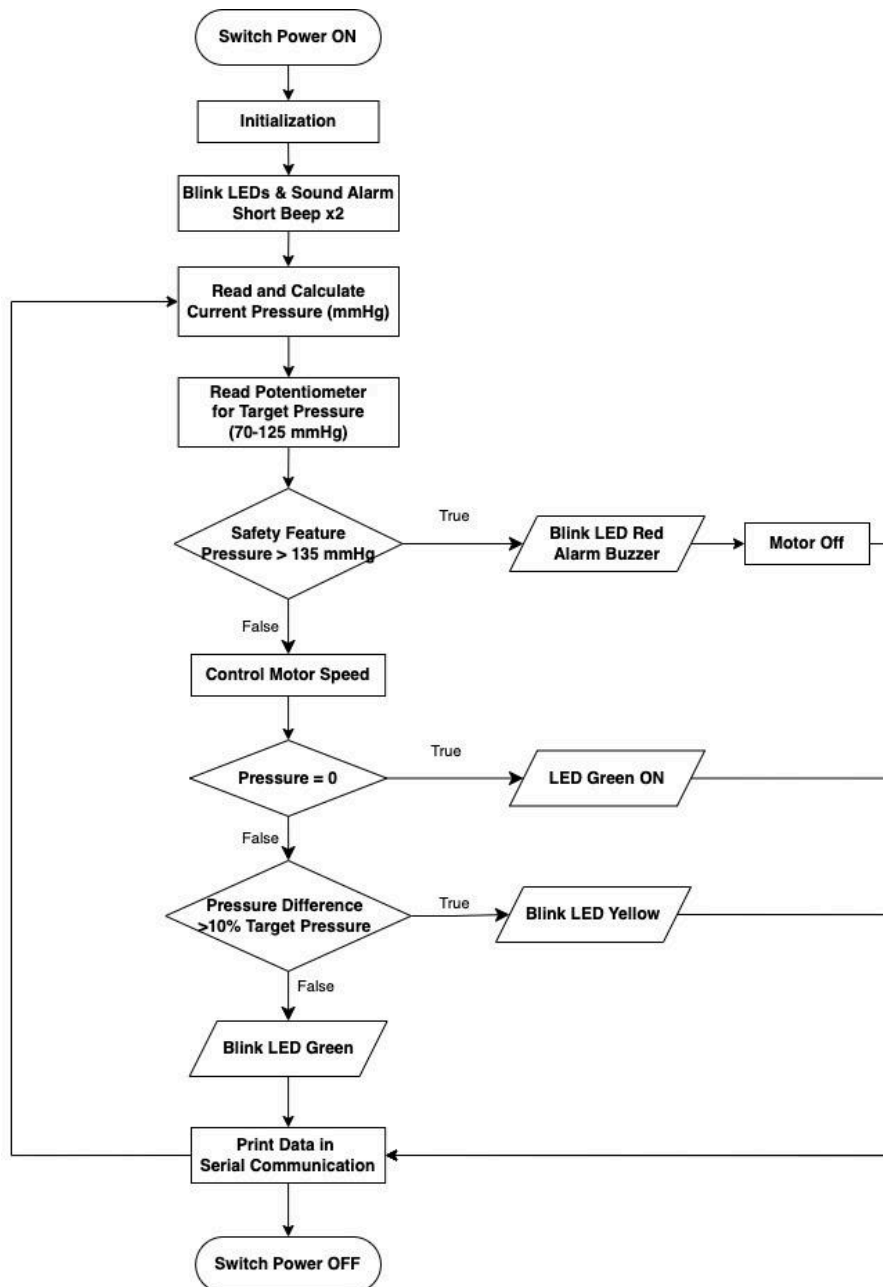 Switch Power ON
Initialization
Blink LEDs & Sound Alarm
Short Beep x2
Read and Calculate
Current Pressure (mmHg)
Read Potentiometer
for Target Pressure
(70-125 mmHg)
Safety Feature
Pressure > 135 mmHg
True
Blink LED Red
Alarm Buzzer
Motor Off
False
Control Motor Speed
Pressure = 0
True
LED Green ON
False
Pressure Difference
>10% Target Pressure
True
Blink LED Yellow
False
Blink LED Green
Print Data in
Serial Communication
Switch Power OFF